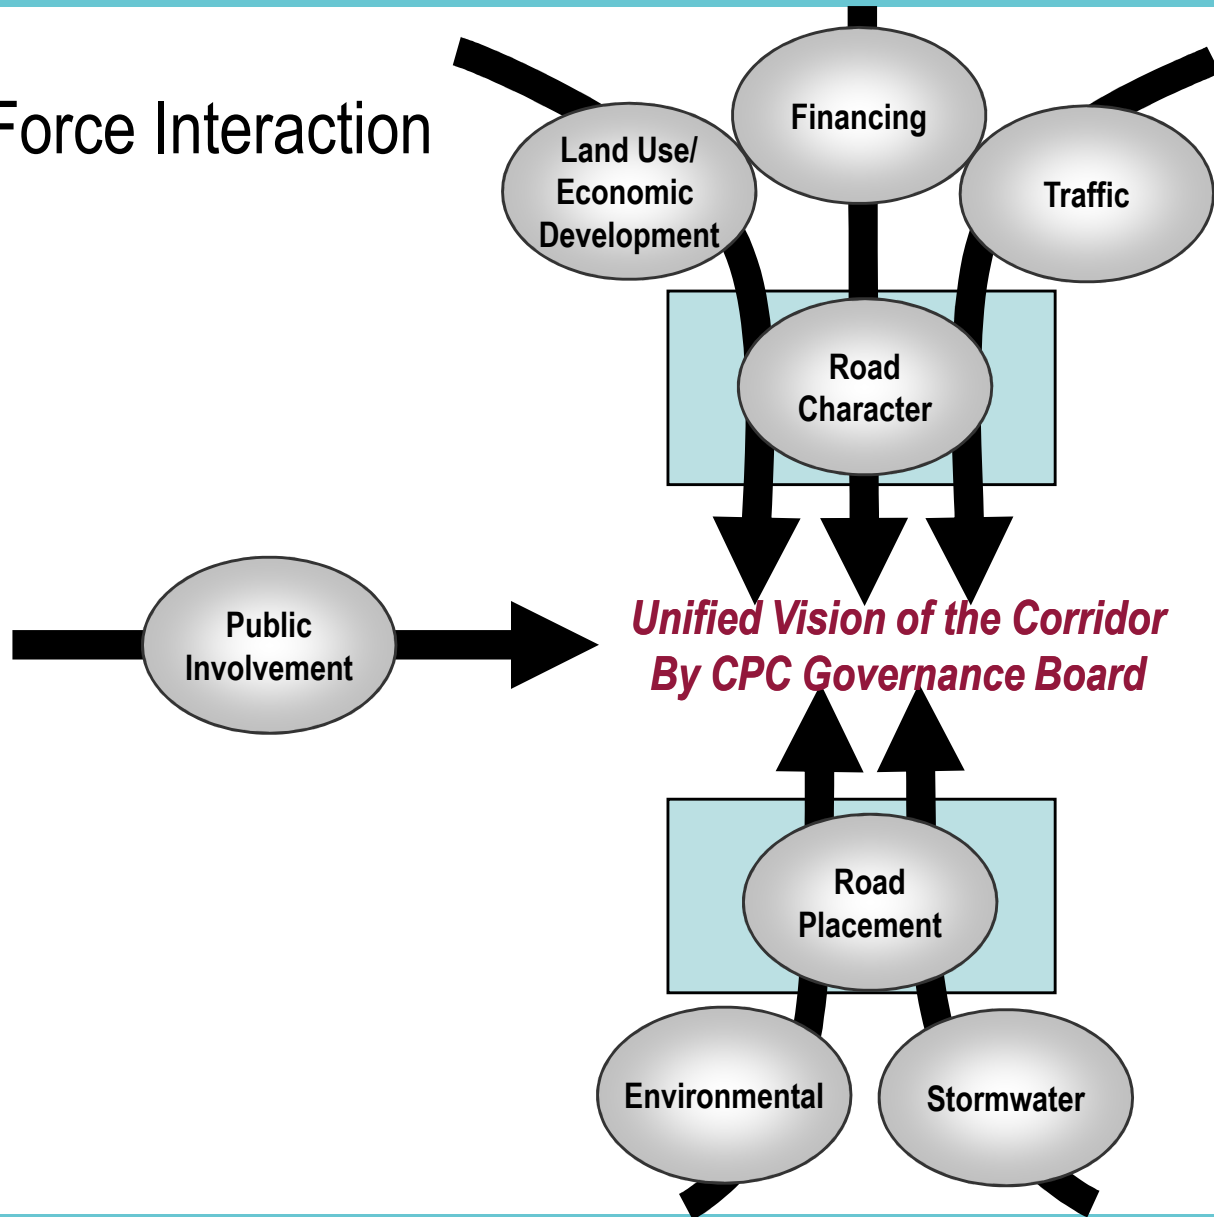 Force Interaction
Financing
Land Use/
Economic
Development
Traffic
Road
Character
Public
Involvement
Unified Vision of the Corridor
By CPC Governance Board
Road
Placement
Environmental
Stormwater